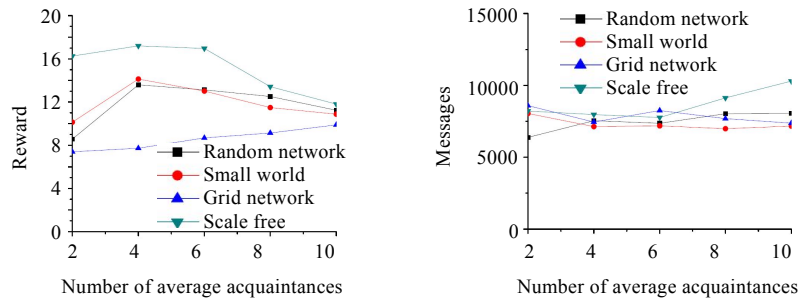 20
16
12
8
4
0
Reward
Random network
Small world
Grid network
Scale free
2
4
6
8
10
Number of average acquaintances
15000
10000
5000
0
Messages
Random network
Small world
Grid network
Scale free
2
4
6
8
10
Number of average acquaintances